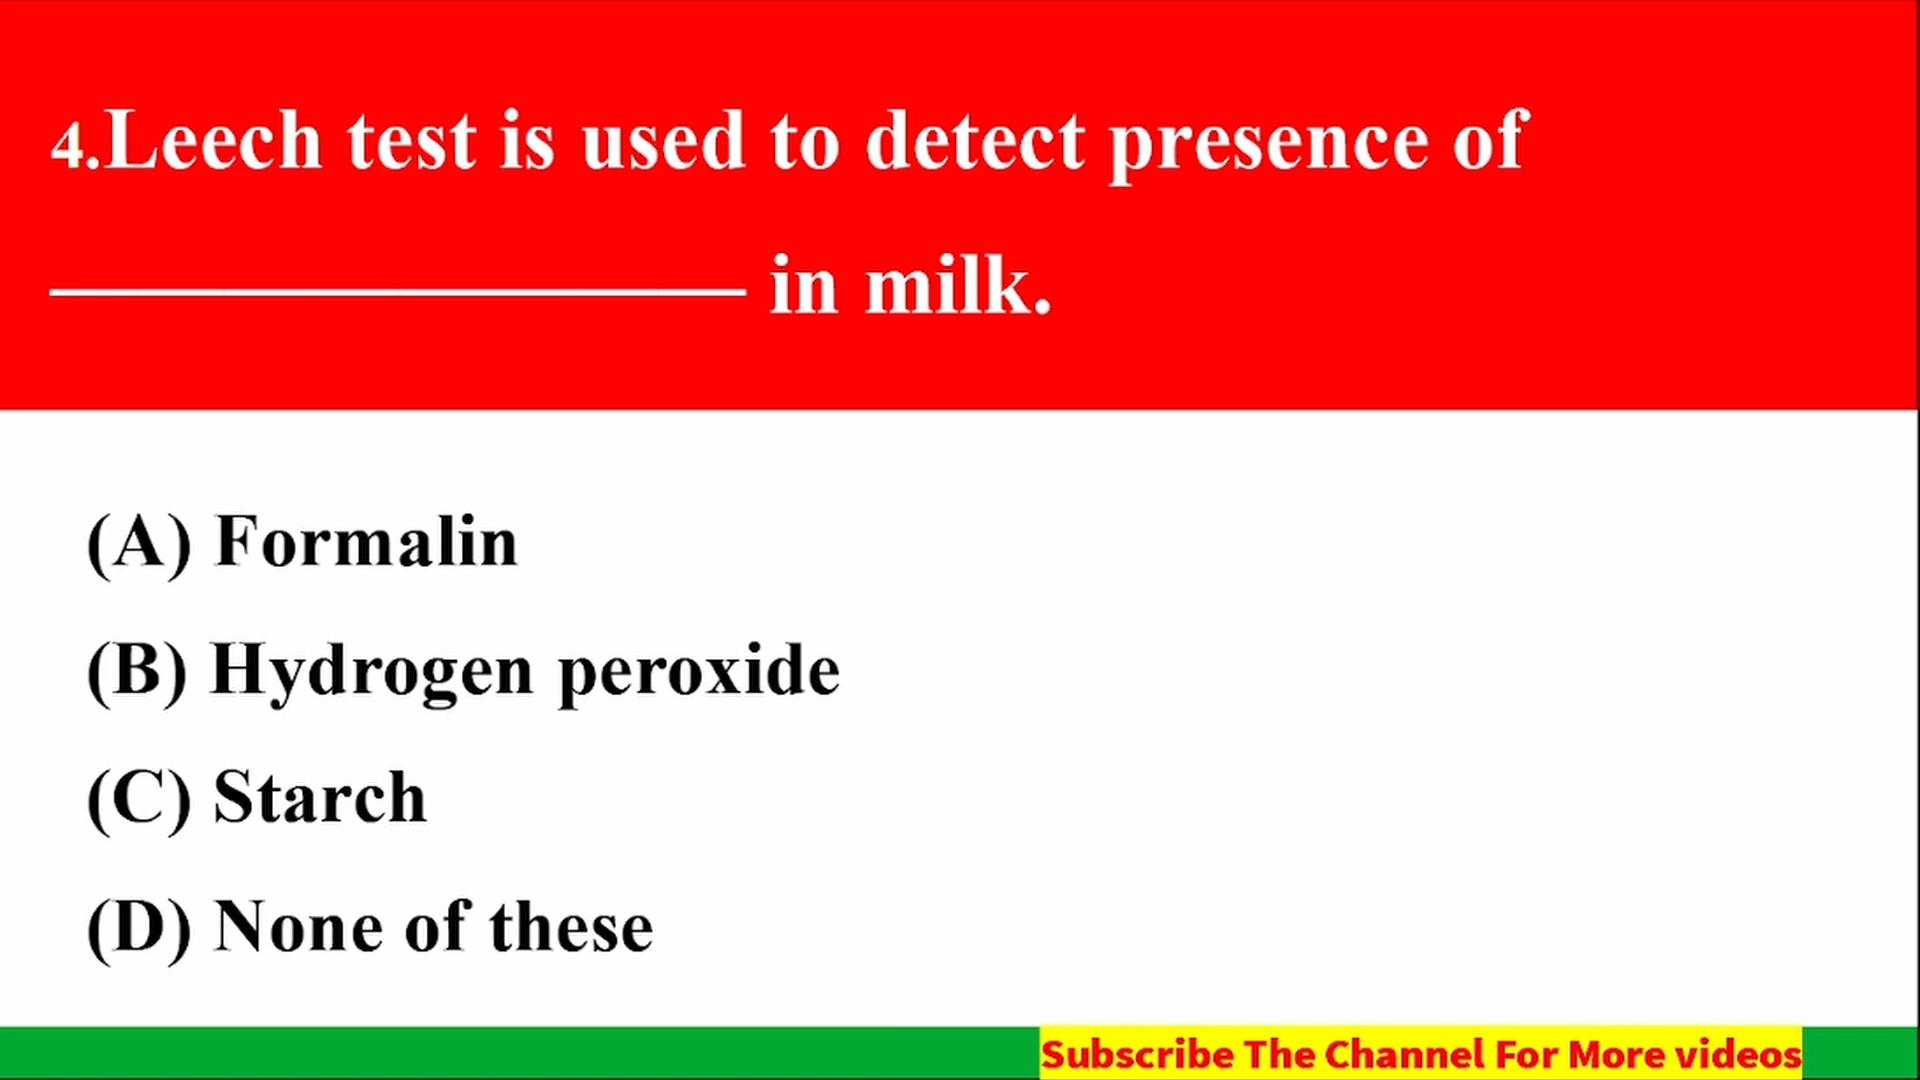 4.Leech test is used to detect presence of
________________ in milk.
(A) Formalin
(B) Hydrogen peroxide
(C) Starch
(D) None of these
Subscribe The Channel For More videos